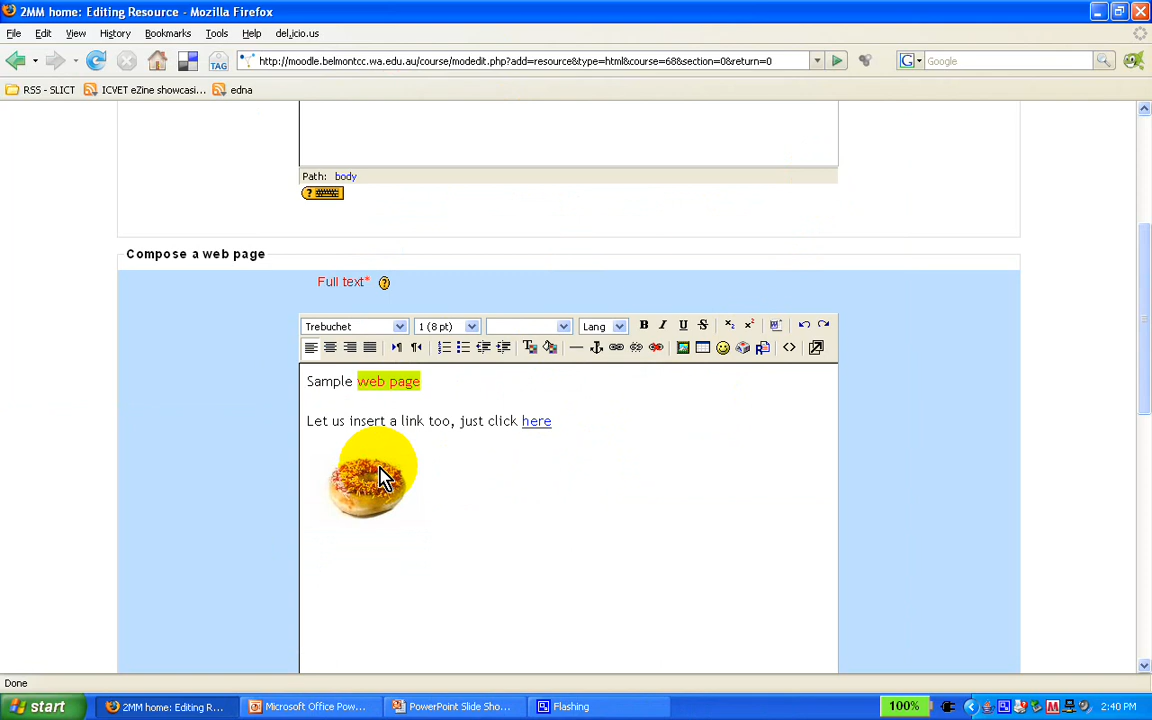 2MM home: Editing Resource - Mozilla Firefox
File Edit View History Bookmarks Tools Help del.icio.us
TAG http://moodle.belmontcc.wa.edu.au/course/modedit.php?add=resource&type=html&course=68&section=0&return=0 G Google
RSS - SLICT ICVET eZine showcasi... edna
Path: body
?
Compose a web page
Full text* ?
Trebuchet 1 (8 pt) Lang B I U S
Sample web page
Let us insert a link too, just click here
Done
start 2MM home: Editing R... Microsoft Office Pow... PowerPoint Slide Sho... Flashing 100% 2:40 PM